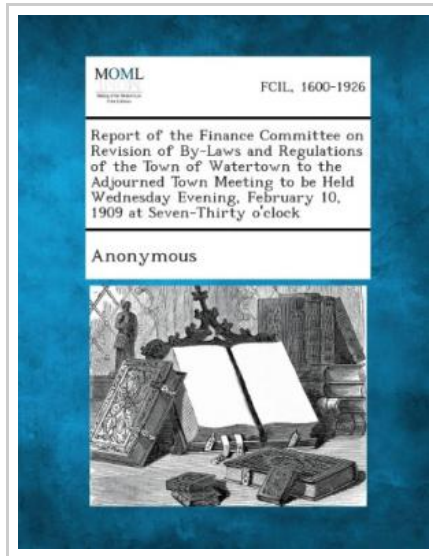 MOML
FCIL, 1600-1926
Report of the Finance Committee on
Revision of By-Laws and Regulations
of the Town of Watertown to the
Adjourned Town Meeting to be Held
Wednesday Evening, February 10,
1909 at Seven-Thirty o'clock
Anonymous